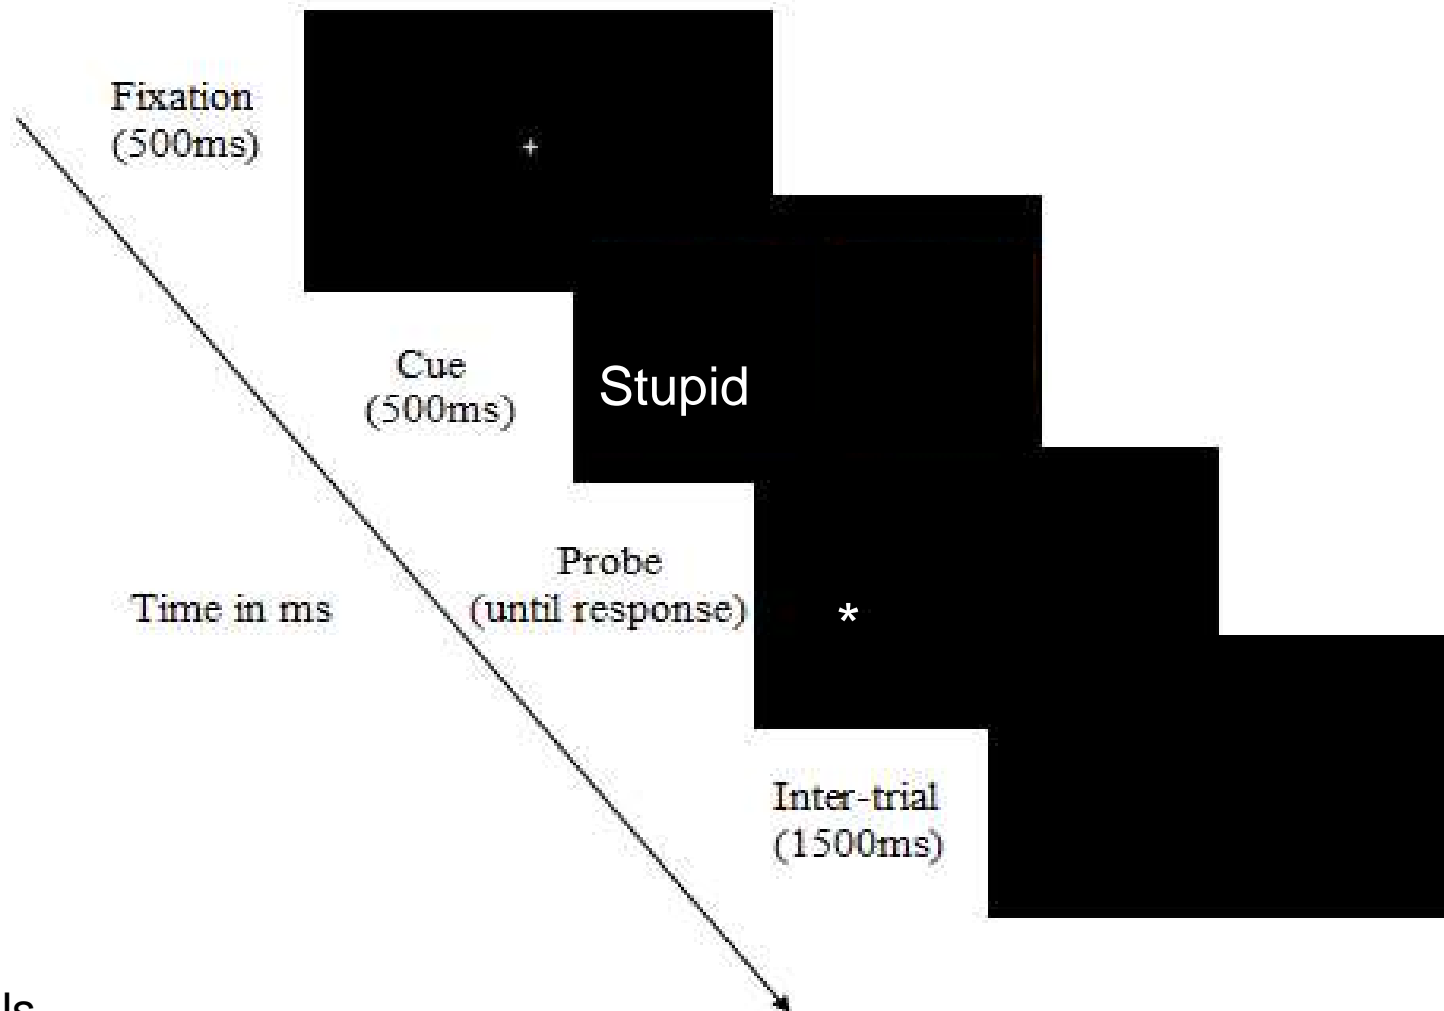 Fixation
(500ms)
+
Cue
(500ms)
Stupid
Probe
(until response)
*
Time in ms
Inter-trial
(1500ms)